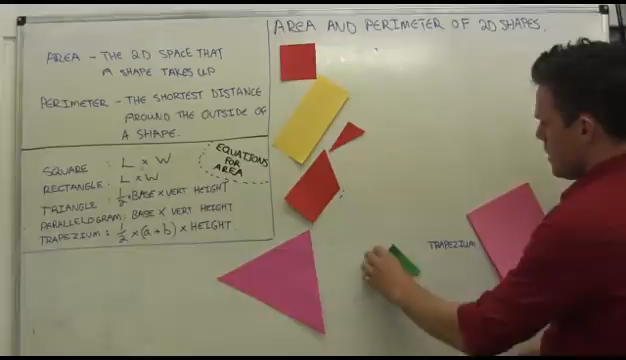 AREA AND PERIMETER OF 2D SHAPES.
AREA - THE 2D SPACE THAT
A SHAPE TAKES UP
PERIMETER - THE SHORTEST DISTANCE
AROUND THE OUTSIDE OF
A SHAPE.
EQUATIONS
FOR
AREA
SQUARE : L x W
RECTANGLE : L x W
TRIANGLE : 1/2 x BASE x VERT HEIGHT
PARALLELOGRAM : BASE x VERT HEIGHT
TRAPEZIUM : 1/2 x (a + b) x HEIGHT
TRAPEZIUM